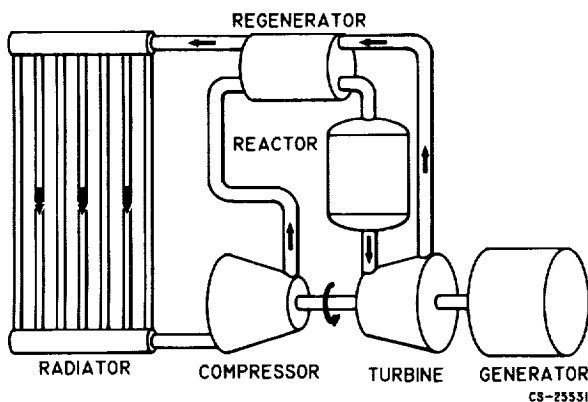 REGENERATOR
REACTOR
RADIATOR
COMPRESSOR
TURBINE
GENERATOR
CS-25531